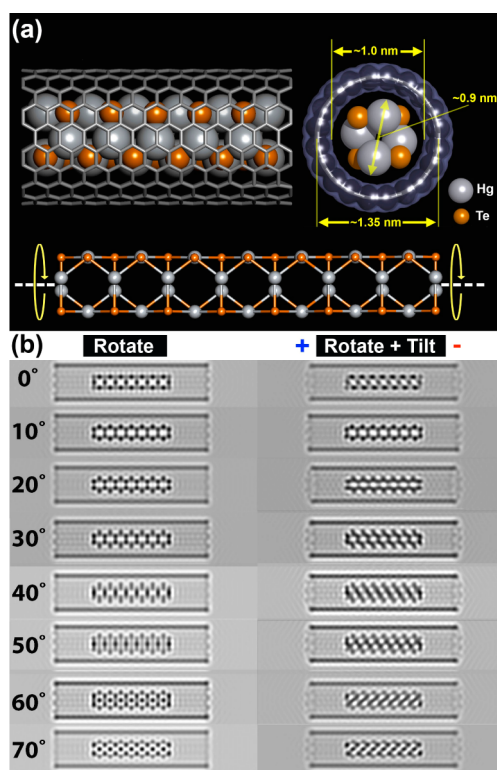 (a)
~1.0 nm
~0.9 nm
Hg
Te
~1.35 nm
(b) Rotate + Rotate + Tilt -
0°
10°
20°
30°
40°
50°
60°
70°